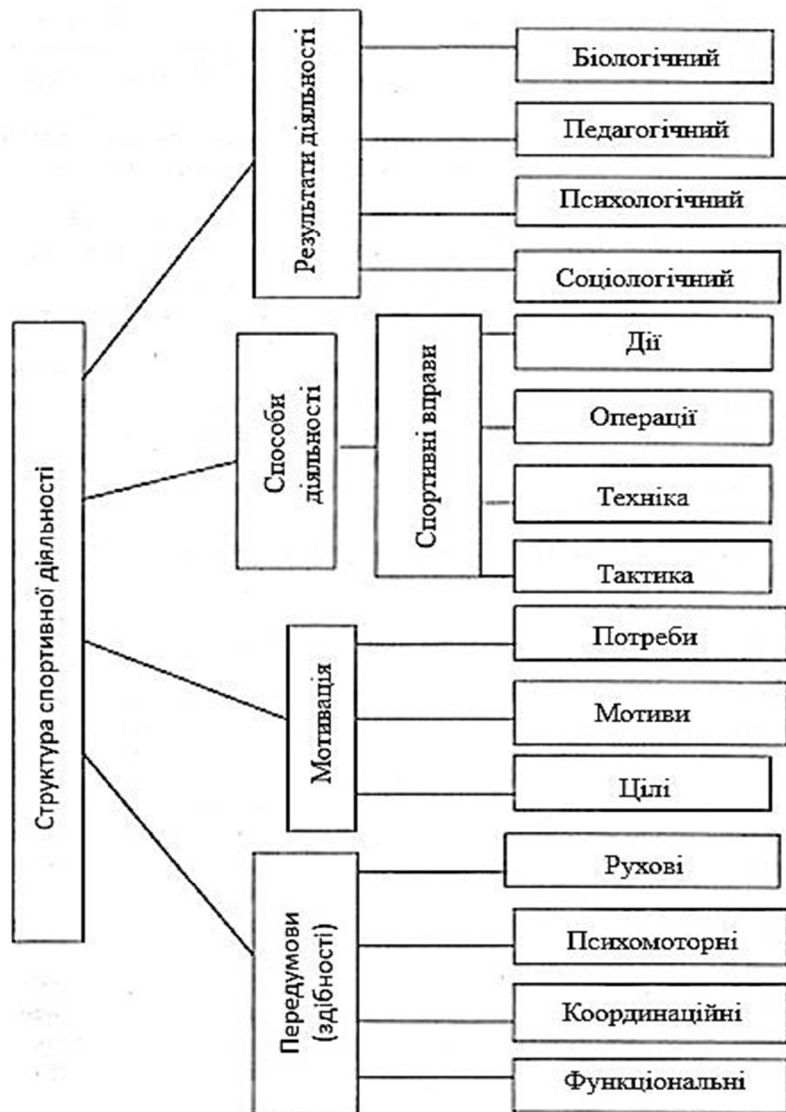 Структура спортивної діяльності
Результати діяльності
Біологічний
Педагогічний
Психологічний
Соціологічний
Способи
діяльності
Спортивні вправи
Дії
Операції
Техніка
Тактика
Мотивація
Потреби
Мотиви
Цілі
Передумови
(здібності)
Рухові
Психомоторні
Координаційні
Функціональні